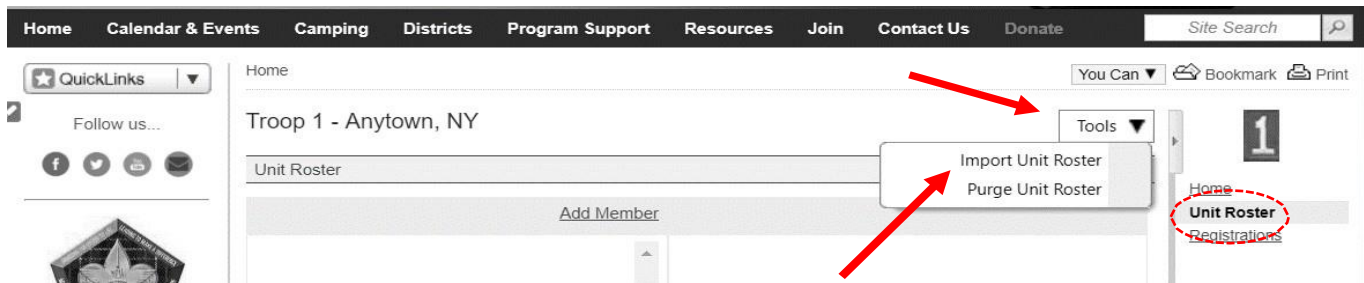 Home Calendar & Events Camping Districts Program Support Resources Join Contact Us Donate Site Search
QuickLinks
Home
You Can Bookmark Print
Follow us...
Troop 1 - Anytown, NY
Tools
1
Import Unit Roster
Purge Unit Roster
Unit Roster
Add Member
Home
Unit Roster
Registrations